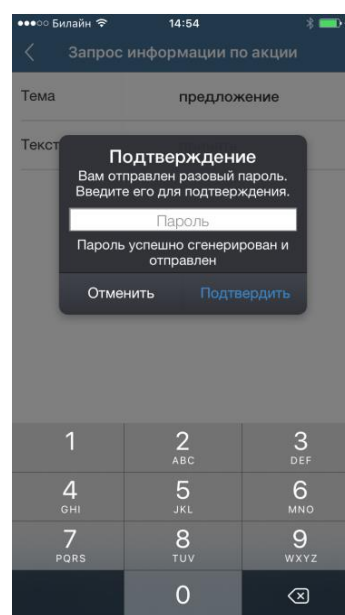 Билайн 14:54
Запрос информации по акции
Тема предложение
Текст
Подтверждение
Вам отправлен разовый пароль.
Введите его для подтверждения.
Пароль
Пароль успешно сгенерирован и
отправлен
Отменить Подтвердить
1 2 3
ABC DEF
4 5 6
GHI JKL MNO
7 8 9
PQRS TUV WXYZ
0